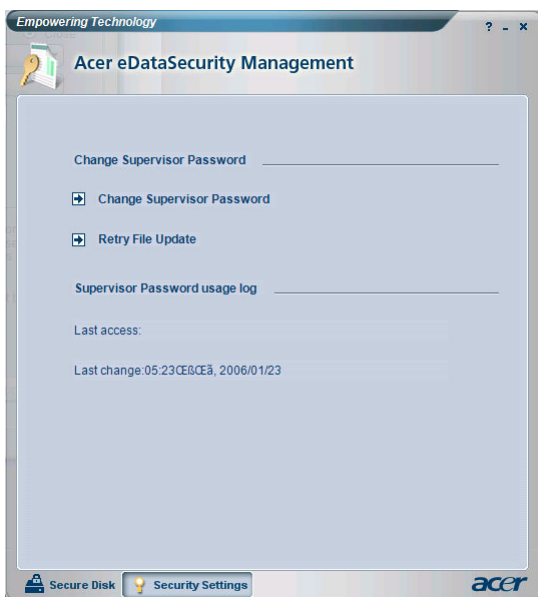 Empowering Technology
? - x
Acer eDataSecurity Management
Change Supervisor Password
Change Supervisor Password
Retry File Update
Supervisor Password usage log
Last access:
Last change:05:23ŒßŒã, 2006/01/23
Secure Disk
Security Settings
acer